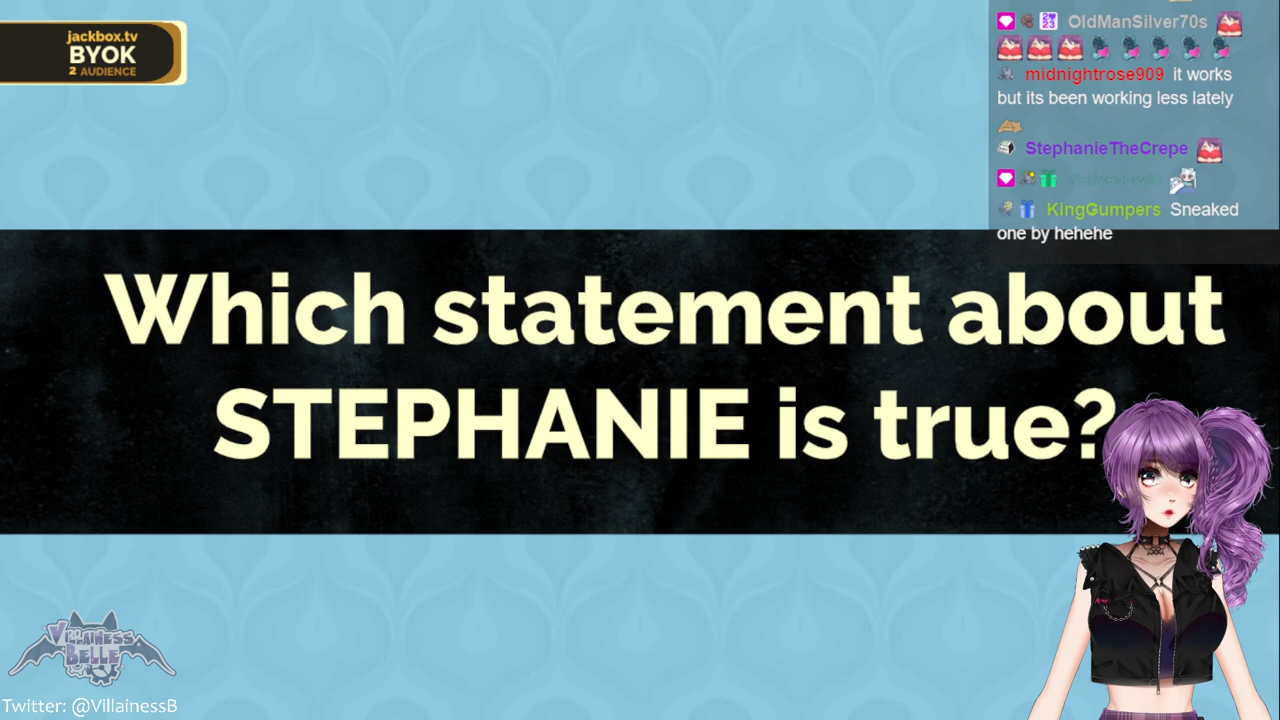 jackbox.tv
BYOK
2 AUDIENCE
OldManSilver70s
midnightrose909 it works
but its been working less lately
StephanieTheCrepe
KingGumpers Sneaked
one by hehehe
Which statement about
STEPHANIE is true?
VILLAINESS
BELLE
Twitter: @VillainessB